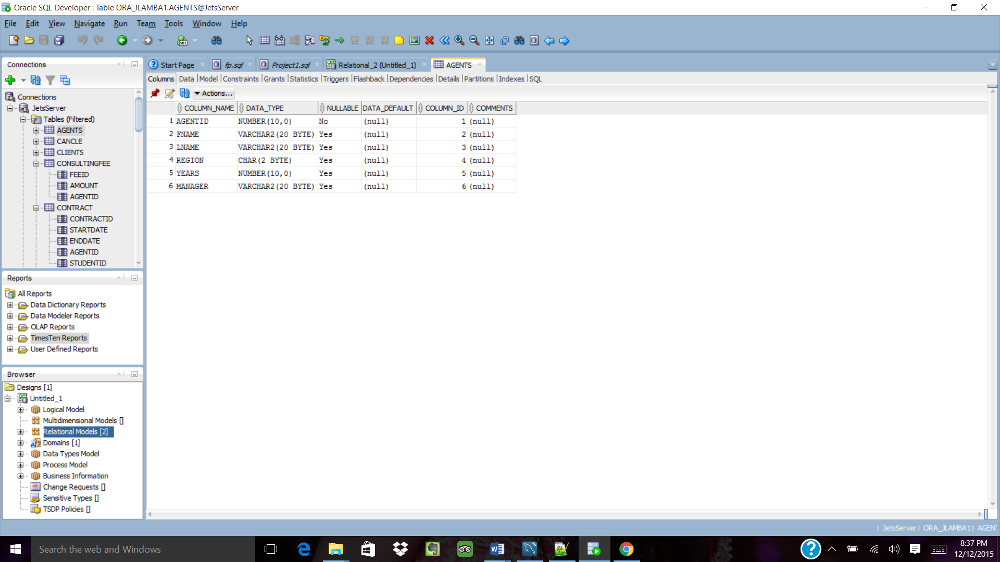 Oracle SQL Developer : Table ORA_JLAMBA1.AGENTS@JetsServer
File Edit View Navigate Run Team Tools Window Help
Connections
Start Page fp.sql Project1.sql Relational_2 (Untitled_1) AGENTS
Columns Data Model Constraints Grants Statistics Triggers Flashback Dependencies Details Partitions Indexes SQL
Actions...
COLUMN_NAME DATA_TYPE NULLABLE DATA_DEFAULT COLUMN_ID COMMENTS
1 AGENTID NUMBER(10,0) No (null) 1 (null)
2 FNAME VARCHAR2(20 BYTE) Yes (null) 2 (null)
3 LNAME VARCHAR2(20 BYTE) Yes (null) 3 (null)
4 REGION CHAR(2 BYTE) Yes (null) 4 (null)
5 YEARS NUMBER(10,0) Yes (null) 5 (null)
6 MANAGER VARCHAR2(20 BYTE) Yes (null) 6 (null)
Connections
JetsServer
Tables (Filtered)
AGENTS
CANCLE
CLIENTS
CONSULTINGFEE
FEEID
AMOUNT
AGENTID
CONTRACT
CONTRACTID
STARTDATE
ENDDATE
AGENTID
STUDENTID
Reports
All Reports
Data Dictionary Reports
Data Modeler Reports
OLAP Reports
TimesTen Reports
User Defined Reports
Browser
Designs [1]
Untitled_1
Logical Model
Multidimensional Models []
Relational Models [2]
Domains [1]
Data Types Model
Process Model
Business Information
Change Requests []
Sensitive Types []
TSDP Policies []
| JetsServer | ORA_JLAMBA1 | AGENT
Search the web and Windows
8:37 PM
12/12/2015